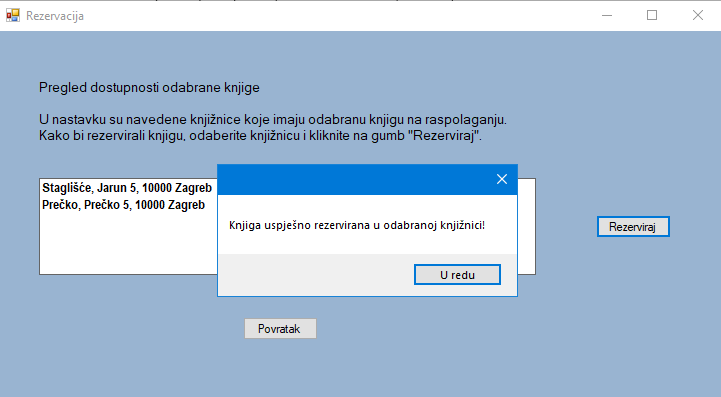 Rezervacija
Pregled dostupnosti odabrane knjige
U nastavku su navedene knjižnice koje imaju odabranu knjigu na raspolaganju.
Kako bi rezervirali knjigu, odaberite knjižnicu i kliknite na gumb "Rezerviraj".
Staglišće, Jarun 5, 10000 Zagreb
Prečko, Prečko 5, 10000 Zagreb
Knjiga uspješno rezervirana u odabranoj knjižnici!
U redu
Rezerviraj
Povratak